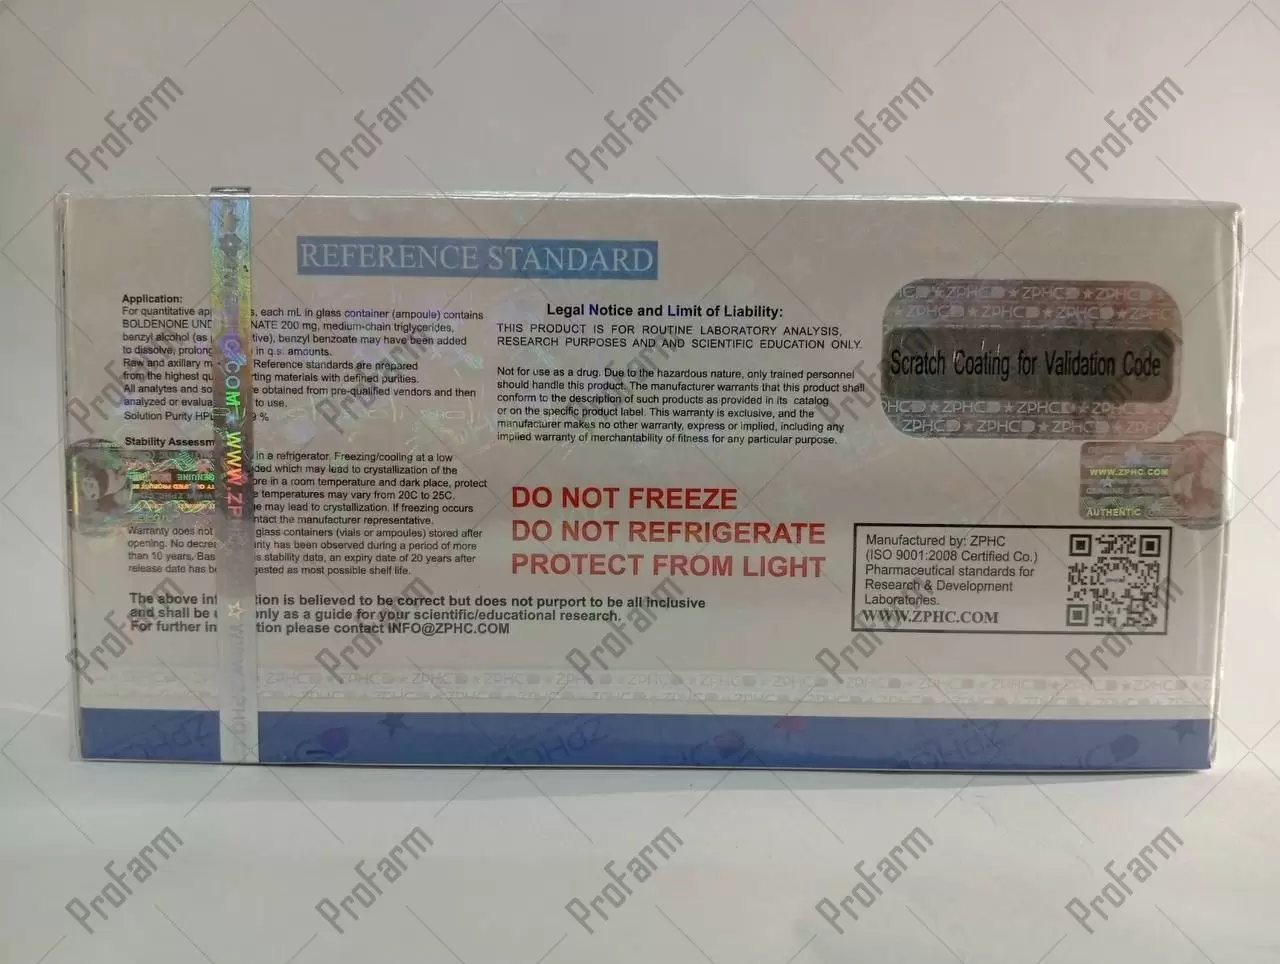 REFERENCE STANDARD
Application:
For quantitative s, each mL in glass container (ampoule) contains
BOLDENONE UND NATE 200 mg, medium-chain triglycerides,
benzyl alcohol (as tive), benzyl benzoate may have been added
to dissolve, prolong in q.s. amounts.
Raw and axillary m Reference standards are prepared
from the highest qu rting materials with defined purities.
All analytes and so e obtained from pre-qualified vendors and then
analyzed or evalua to use.
Solution Purity HPL 9 %
Stability Assessm
in a refrigerator. Freezing/cooling at a low
ded which may lead to crystallization of the
ore in a room temperature and dark place, protect
e temperatures may vary from 20C to 25C.
ge may lead to crystallization. If freezing occurs
ntact the manufacturer representative.
Warranty does not glass containers (vials or ampoules) stored after
opening. No decre nty has been observed during a period of more
than 10 years. Bas is stability data, an expiry date of 20 years after
release date has be gested as most possible shelf life.
The above inf tion is believed to be correct but does not purport to be all inclusive
and shall be u only as a guide for your scientific/educational research.
For further in tion please contact INFO@ZPHC.COM
Legal Notice and Limit of Liability:
THIS PRODUCT IS FOR ROUTINE LABORATORY ANALYSIS,
RESEARCH PURPOSES AND AND SCIENTIFIC EDUCATION ONLY.
Not for use as a drug. Due to the hazardous nature, only trained personnel
should handle this product. The manufacturer warrants that this product shall
conform to the description of such products as provided in its catalog
or on the specific product label. This warranty is exclusive, and the
manufacturer makes no other warranty, express or implied, including any
implied warranty of merchantability of fitness for any particular purpose.
DO NOT FREEZE
DO NOT REFRIGERATE
PROTECT FROM LIGHT
Scratch Coating for Validation Code
WWW.ZPHC.COM
AUTHENTIC
Manufactured by: ZPHC
(ISO 9001:2008 Certified Co.)
Pharmaceutical standards for
Research & Development
Laboratories.
WWW.ZPHC.COM
ProFarm